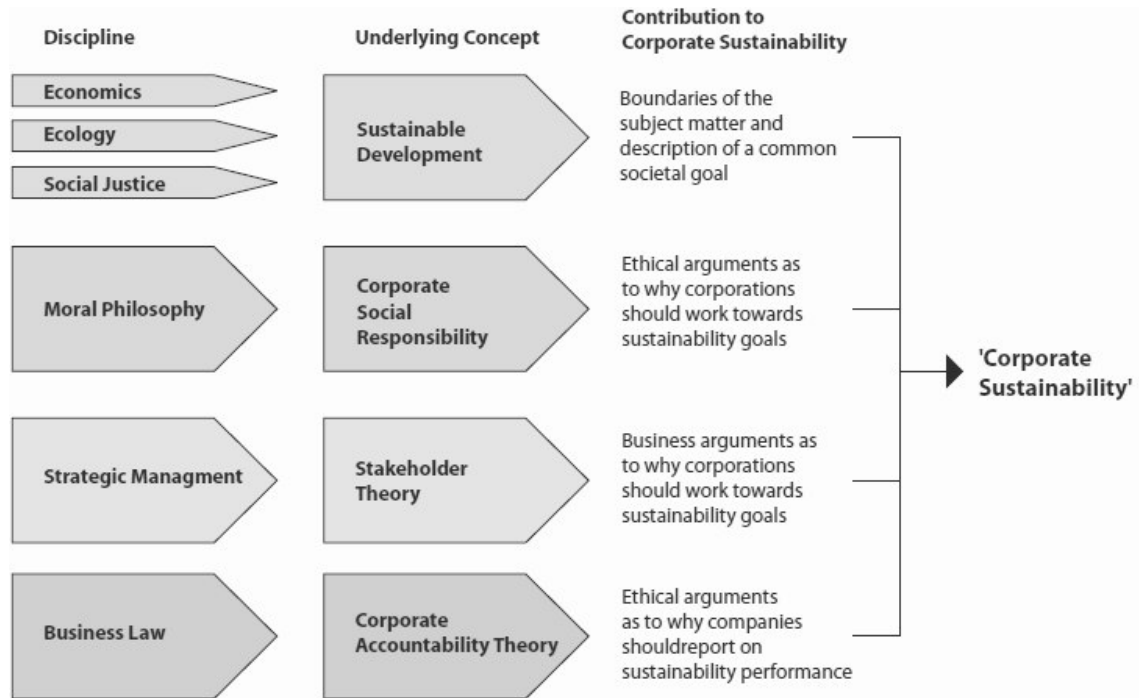 Discipline
Underlying Concept
Contribution to
Corporate Sustainability
Economics
Ecology
Social Justice
Sustainable
Development
Boundaries of the
subject matter and
description of a common
societal goal
Moral Philosophy
Corporate
Social
Responsibility
Ethical arguments as
to why corporations
should work towards
sustainability goals
Strategic Managment
Stakeholder
Theory
Business arguments as
to why corporations
should work towards
sustainability goals
Business Law
Corporate
Accountability Theory
Ethical arguments
as to why companies
shouldreport on
sustainability performance
'Corporate
Sustainability'